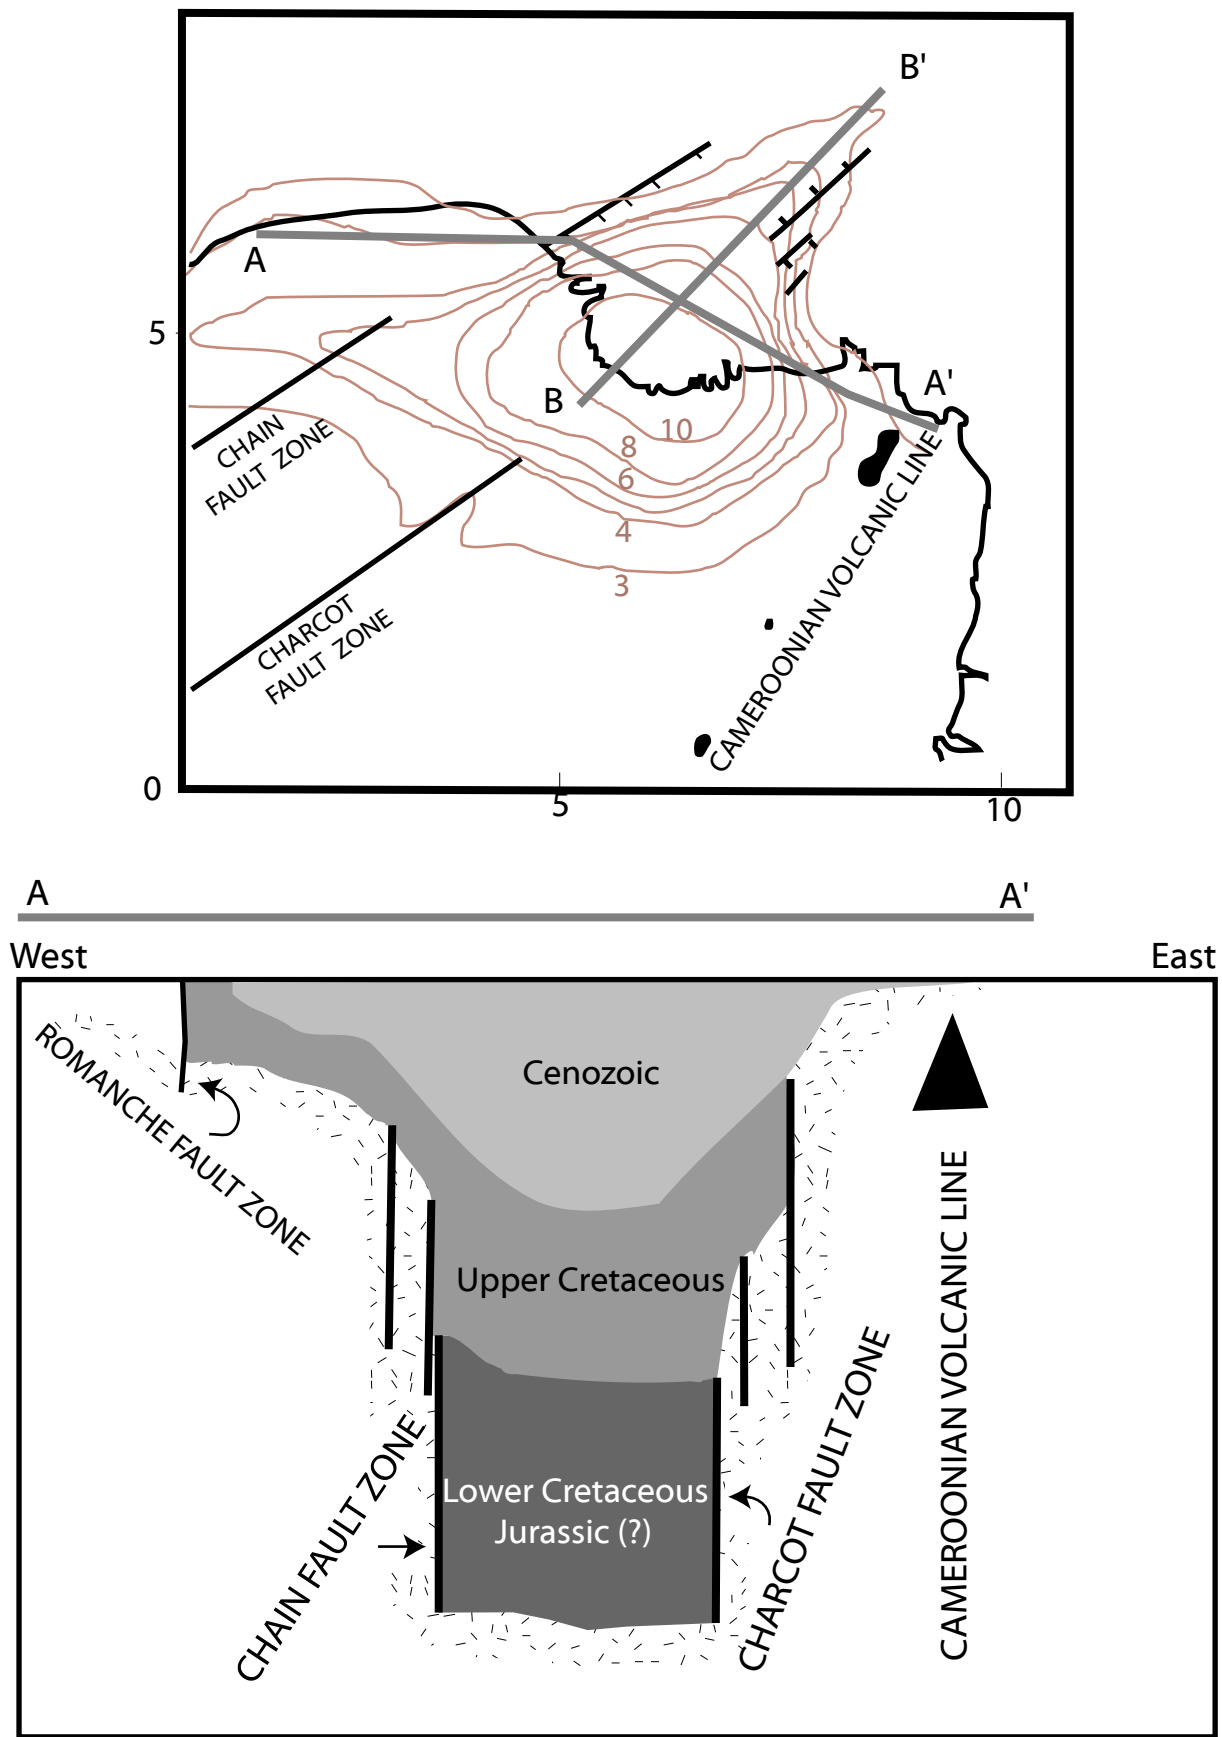 B'
A
5
A'
B
10
8
6
4
3
CHAIN
FAULT ZONE
CHARCOT
FAULT ZONE
CAMEROONIAN VOLCANIC LINE
0
5
10
A
A'
West
East
ROMANCHE FAULT ZONE
Cenozoic
Upper Cretaceous
Lower Cretaceous
Jurassic (?)
CHAIN FAULT ZONE
CHARCOT FAULT ZONE
CAMEROONIAN VOLCANIC LINE